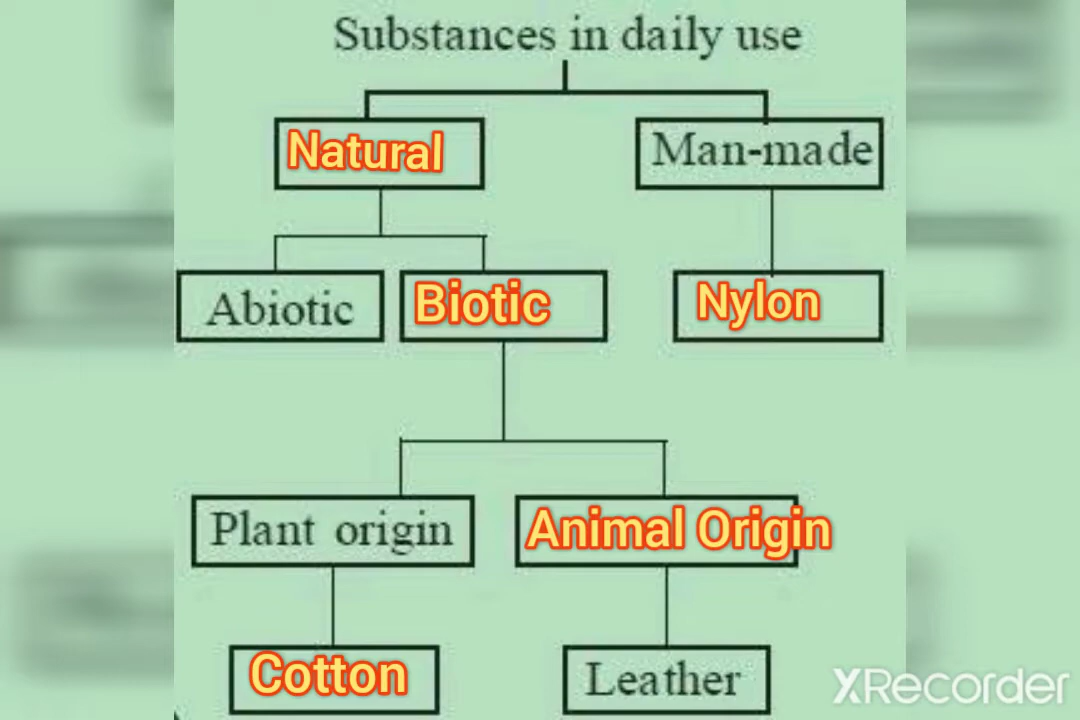 Substances in daily use
Natural
Man-made
Abiotic
Biotic
Nylon
Plant origin
Animal Origin
Cotton
Leather
XRecorder